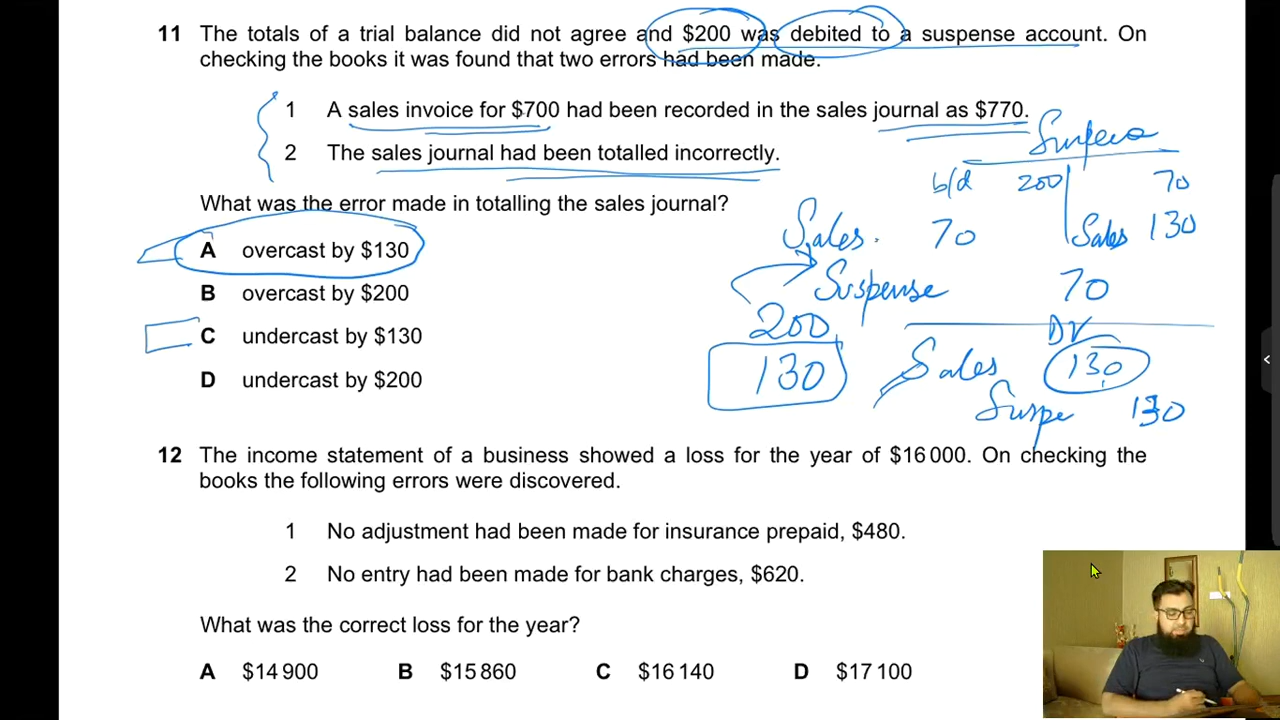 11 The totals of a trial balance did not agree and $200 was debited to a suspense account. On
checking the books it was found that two errors had been made.
1 A sales invoice for $700 had been recorded in the sales journal as $770.
2 The sales journal had been totalled incorrectly.
What was the error made in totalling the sales journal?
A overcast by $130
B overcast by $200
C undercast by $130
D undercast by $200
b/d 200 70
Sales 70 Sales 130
Suspense 70
200 Dr
130 Sales 130
Suspe 130
12 The income statement of a business showed a loss for the year of $16 000. On checking the
books the following errors were discovered.
1 No adjustment had been made for insurance prepaid, $480.
2 No entry had been made for bank charges, $620.
What was the correct loss for the year?
A $14 900 B $15 860 C $16 140 D $17 100